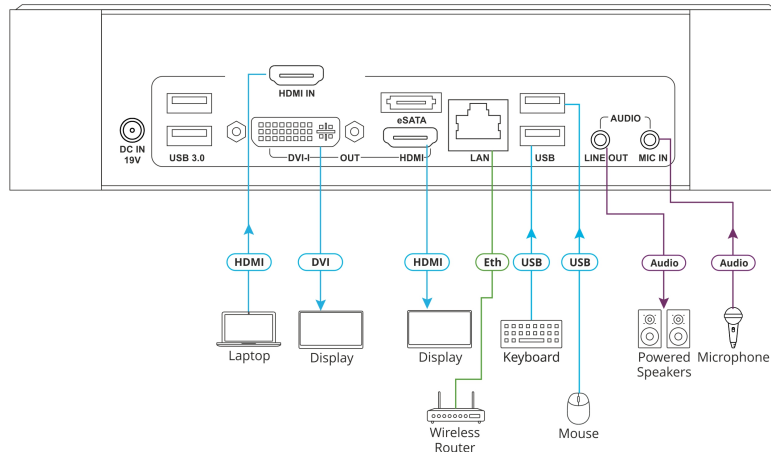 HDMI IN
eSATA
AUDIO
DC IN
19V
USB 3.0
DVI-I
OUT
HDMI
LAN
USB
LINE OUT
MIC IN
HDMI
DVI
HDMI
Eth
USB
USB
Audio
Audio
Laptop
Display
Display
Keyboard
Powered
Speakers
Microphone
Wireless
Router
Mouse